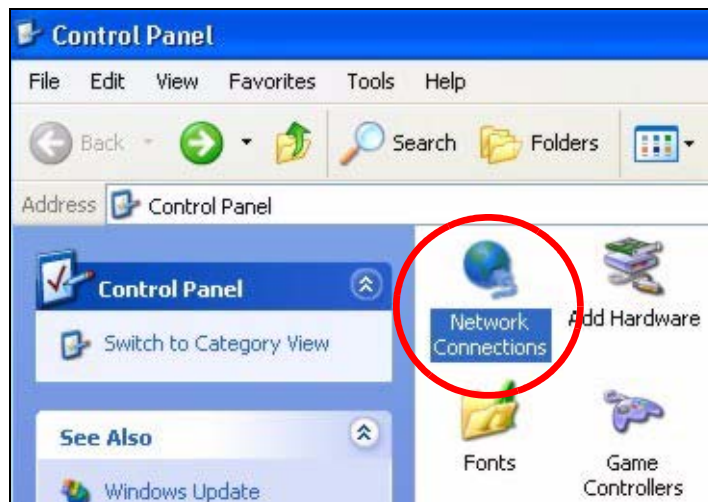 Control Panel
File Edit View Favorites Tools Help
Back Search Folders
Address Control Panel
Control Panel
Switch to Category View
See Also
Windows Update
Network
Connections
Add Hardware
Fonts
Game
Controllers